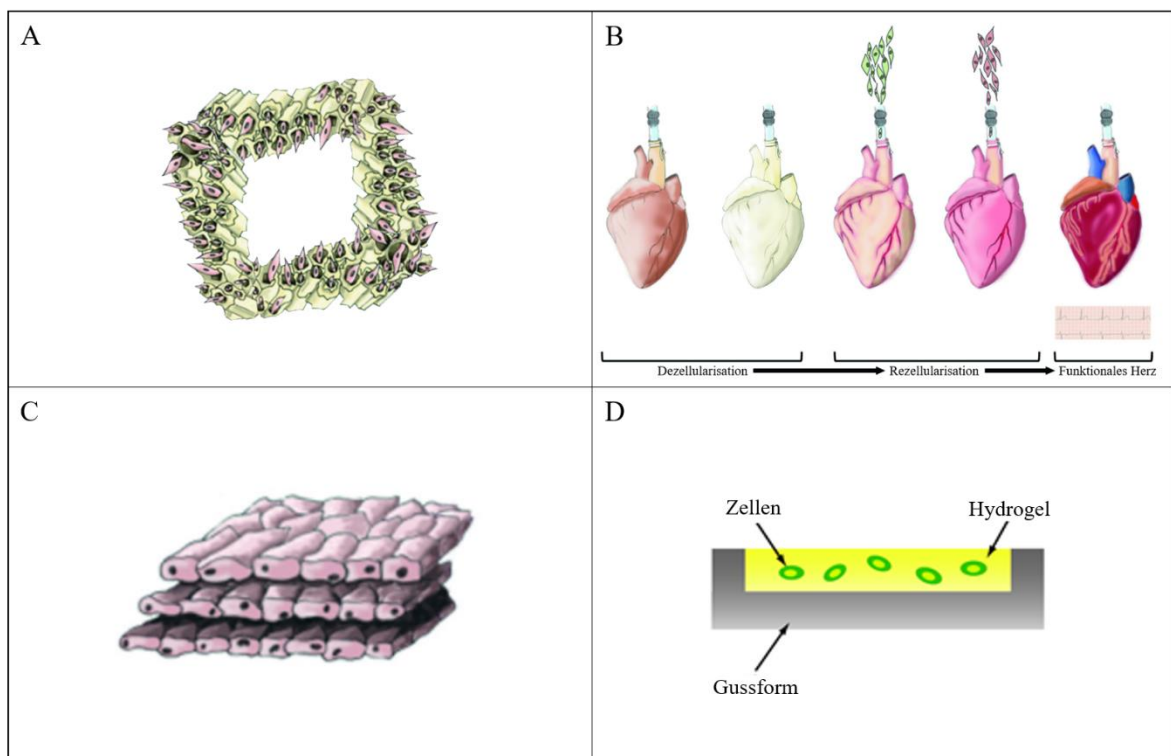 A
B
Dezellularisation
Rezellularisation
Funktionales Herz
C
D
Zellen
Hydrogel
Gussform